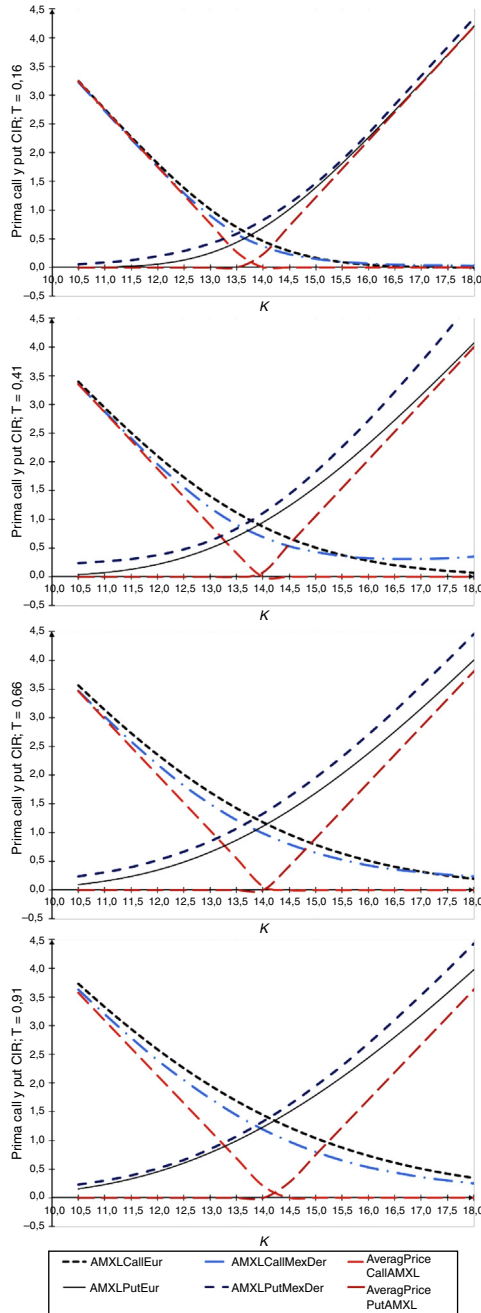 Prima call y put CIR; T = 0,16
4,5
4,0
3,5
3,0
2,5
2,0
1,5
1,0
0,5
0,0
–0,5
10,0 10,5 11,0 11,5 12,0 12,5 13,0 13,5 14,0 14,5 15,0 15,5 16,0 16,5 17,0 17,5 18,0
K
Prima call y put CIR; T = 0,41
4,5
4,0
3,5
3,0
2,5
2,0
1,5
1,0
0,5
0,0
–0,5
10,0 10,5 11,0 11,5 12,0 12,5 13,0 13,5 14,0 14,5 15,0 15,5 16,0 16,5 17,0 17,5 18,0
K
Prima call y put CIR; T = 0,66
4,5
4,0
3,5
3,0
2,5
2,0
1,5
1,0
0,5
0,0
–0,5
10,0 10,5 11,0 11,5 12,0 12,5 13,0 13,5 14,0 14,5 15,0 15,5 16,0 16,5 17,0 17,5 18,0
K
Prima call y put CIR; T = 0,91
4,5
4,0
3,5
3,0
2,5
2,0
1,5
1,0
0,5
0,0
–0,5
10,0 10,5 11,0 11,5 12,0 12,5 13,0 13,5 14,0 14,5 15,0 15,5 16,0 16,5 17,0 17,5 18,0
K
AMXLCallEur
AMXLCallMexDer
AveragPrice
CallAMXL
AMXLPutEur
AMXLPutMexDer
AveragPrice
PutAMXL